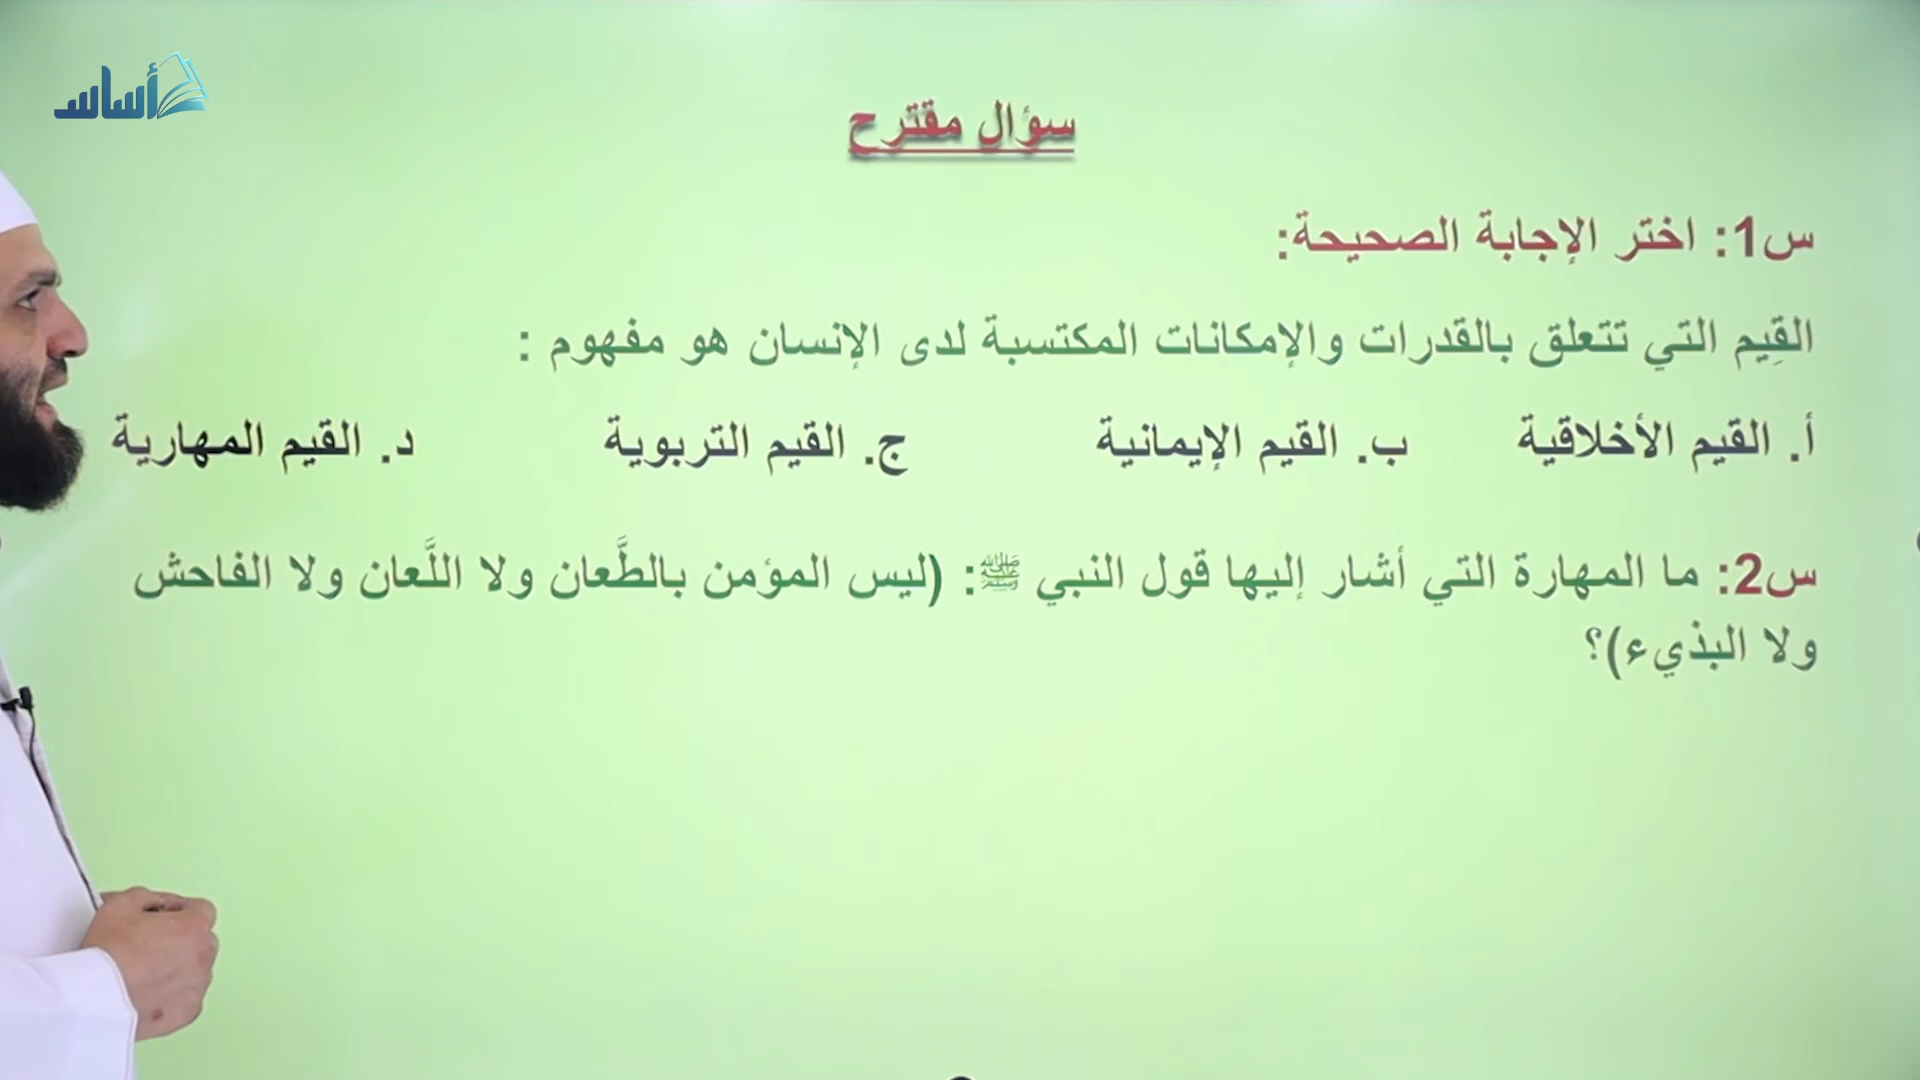 أساس
سؤال مقترح
س1: اختر الإجابة الصحيحة:
القِيم التي تتعلق بالقدرات والإمكانات المكتسبة لدى الإنسان هو مفهوم :
أ. القيم الأخلاقية ب. القيم الإيمانية ج. القيم التربوية د. القيم المهارية
س2: ما المهارة التي أشار إليها قول النبي ﷺ: (ليس المؤمن بالطَّعان ولا اللَّعان ولا الفاحش
ولا البذيء)؟